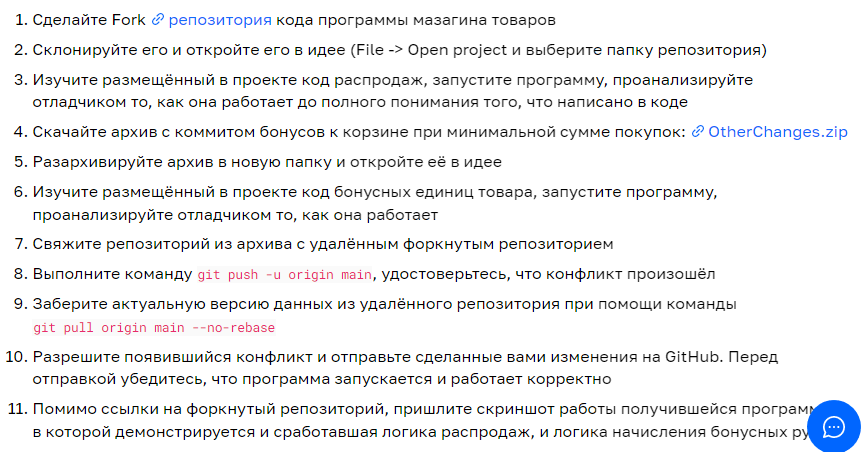 1. Сделайте Fork репозитория кода программы мазагина товаров
2. Склонируйте его и откройте его в идее (File -> Open project и выберите папку репозитория)
3. Изучите размещённый в проекте код распродаж, запустите программу, проанализируйте
отладчиком то, как она работает до полного понимания того, что написано в коде
4. Скачайте архив с коммитом бонусов к корзине при минимальной сумме покупок: OtherChanges.zip
5. Разархивируйте архив в новую папку и откройте её в идее
6. Изучите размещённый в проекте код бонусных единиц товара, запустите программу,
проанализируйте отладчиком то, как она работает
7. Свяжите репозиторий из архива с удалённым форкнутым репозиторием
8. Выполните команду git push -u origin main, удостоверьтесь, что конфликт произошёл
9. Заберите актуальную версию данных из удалённого репозитория при помощи команды
git pull origin main --no-rebase
10. Разрешите появившийся конфликт и отправьте сделанные вами изменения на GitHub. Перед
отправкой убедитесь, что программа запускается и работает корректно
11. Помимо ссылки на форкнутый репозиторий, пришлите скриншот работы получившейся
в которой демонстрируется и сработавшая логика распродаж, и логика начисления бонусных